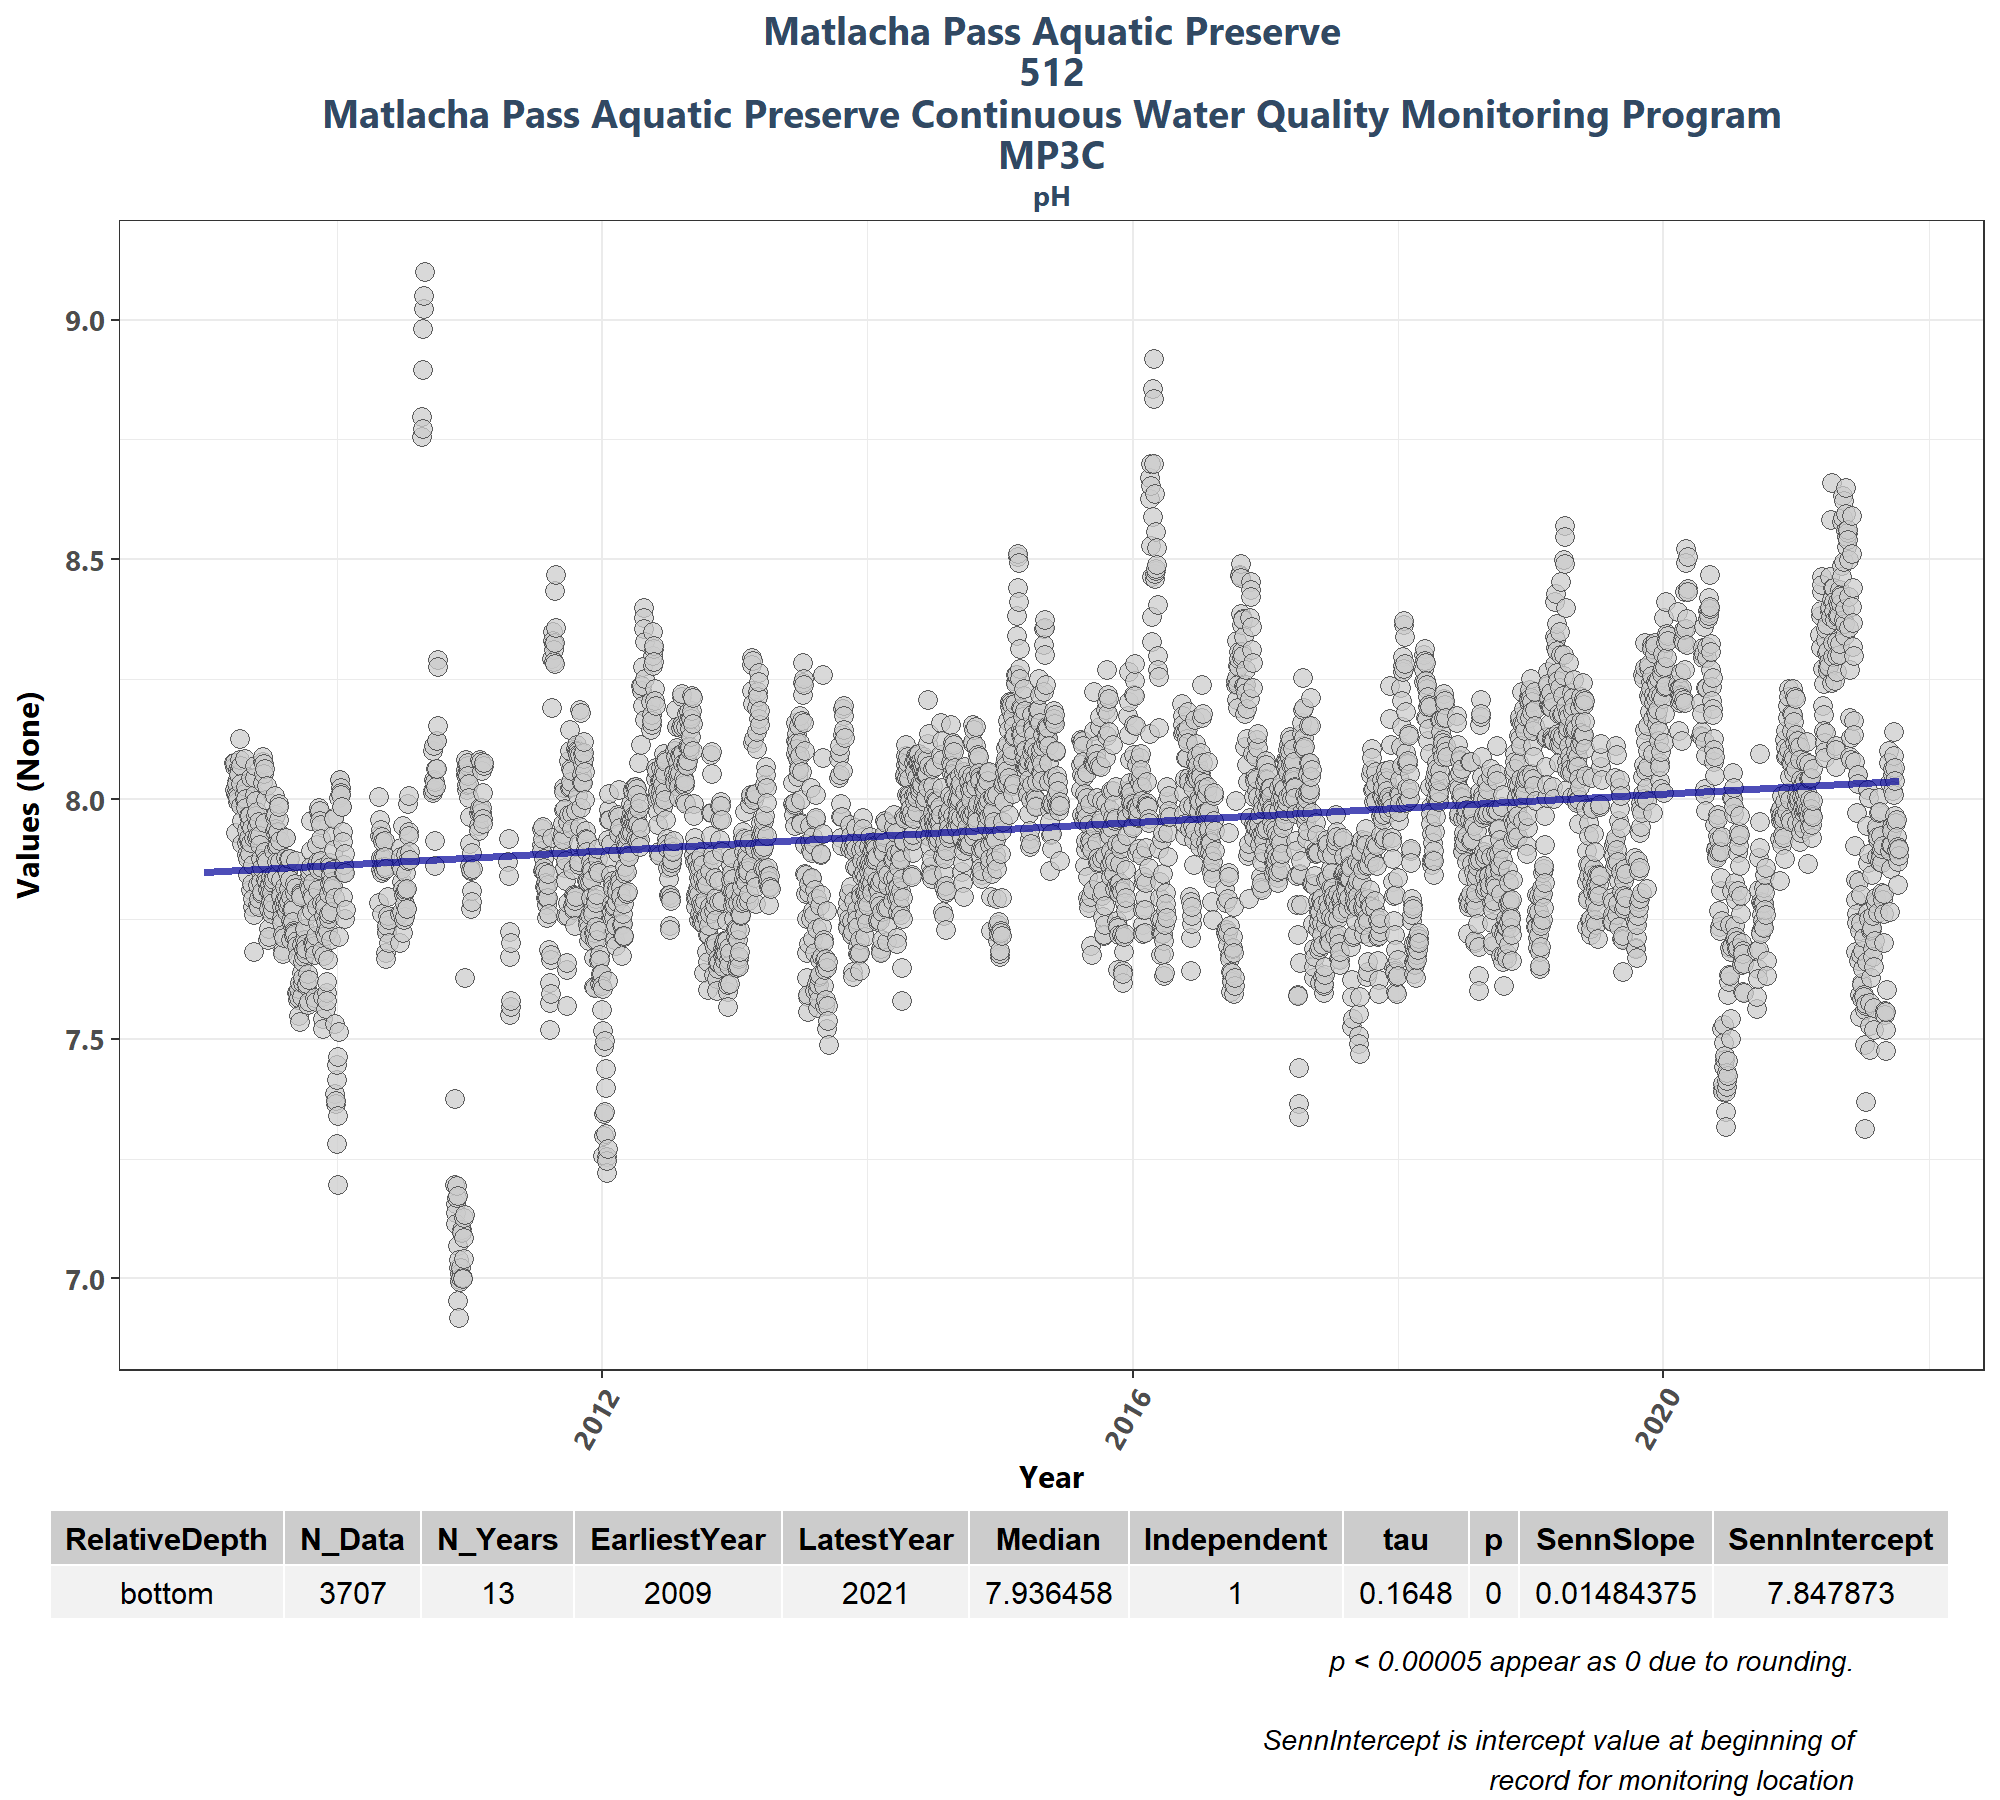 Matlacha Pass Aquatic Preserve
512
Matlacha Pass Aquatic Preserve Continuous Water Quality Monitoring Program
MP3C
pH
Values (None)
9.0
8.5
8.0
7.5
7.0
2012 2016 2020
Year
RelativeDepth N_Data N_Years EarliestYear LatestYear Median Independent tau p SennSlope SennIntercept
bottom 3707 13 2009 2021 7.936458 1 0.1648 0 0.01484375 7.847873
p < 0.00005 appear as 0 due to rounding.
SennIntercept is intercept value at beginning of
record for monitoring location